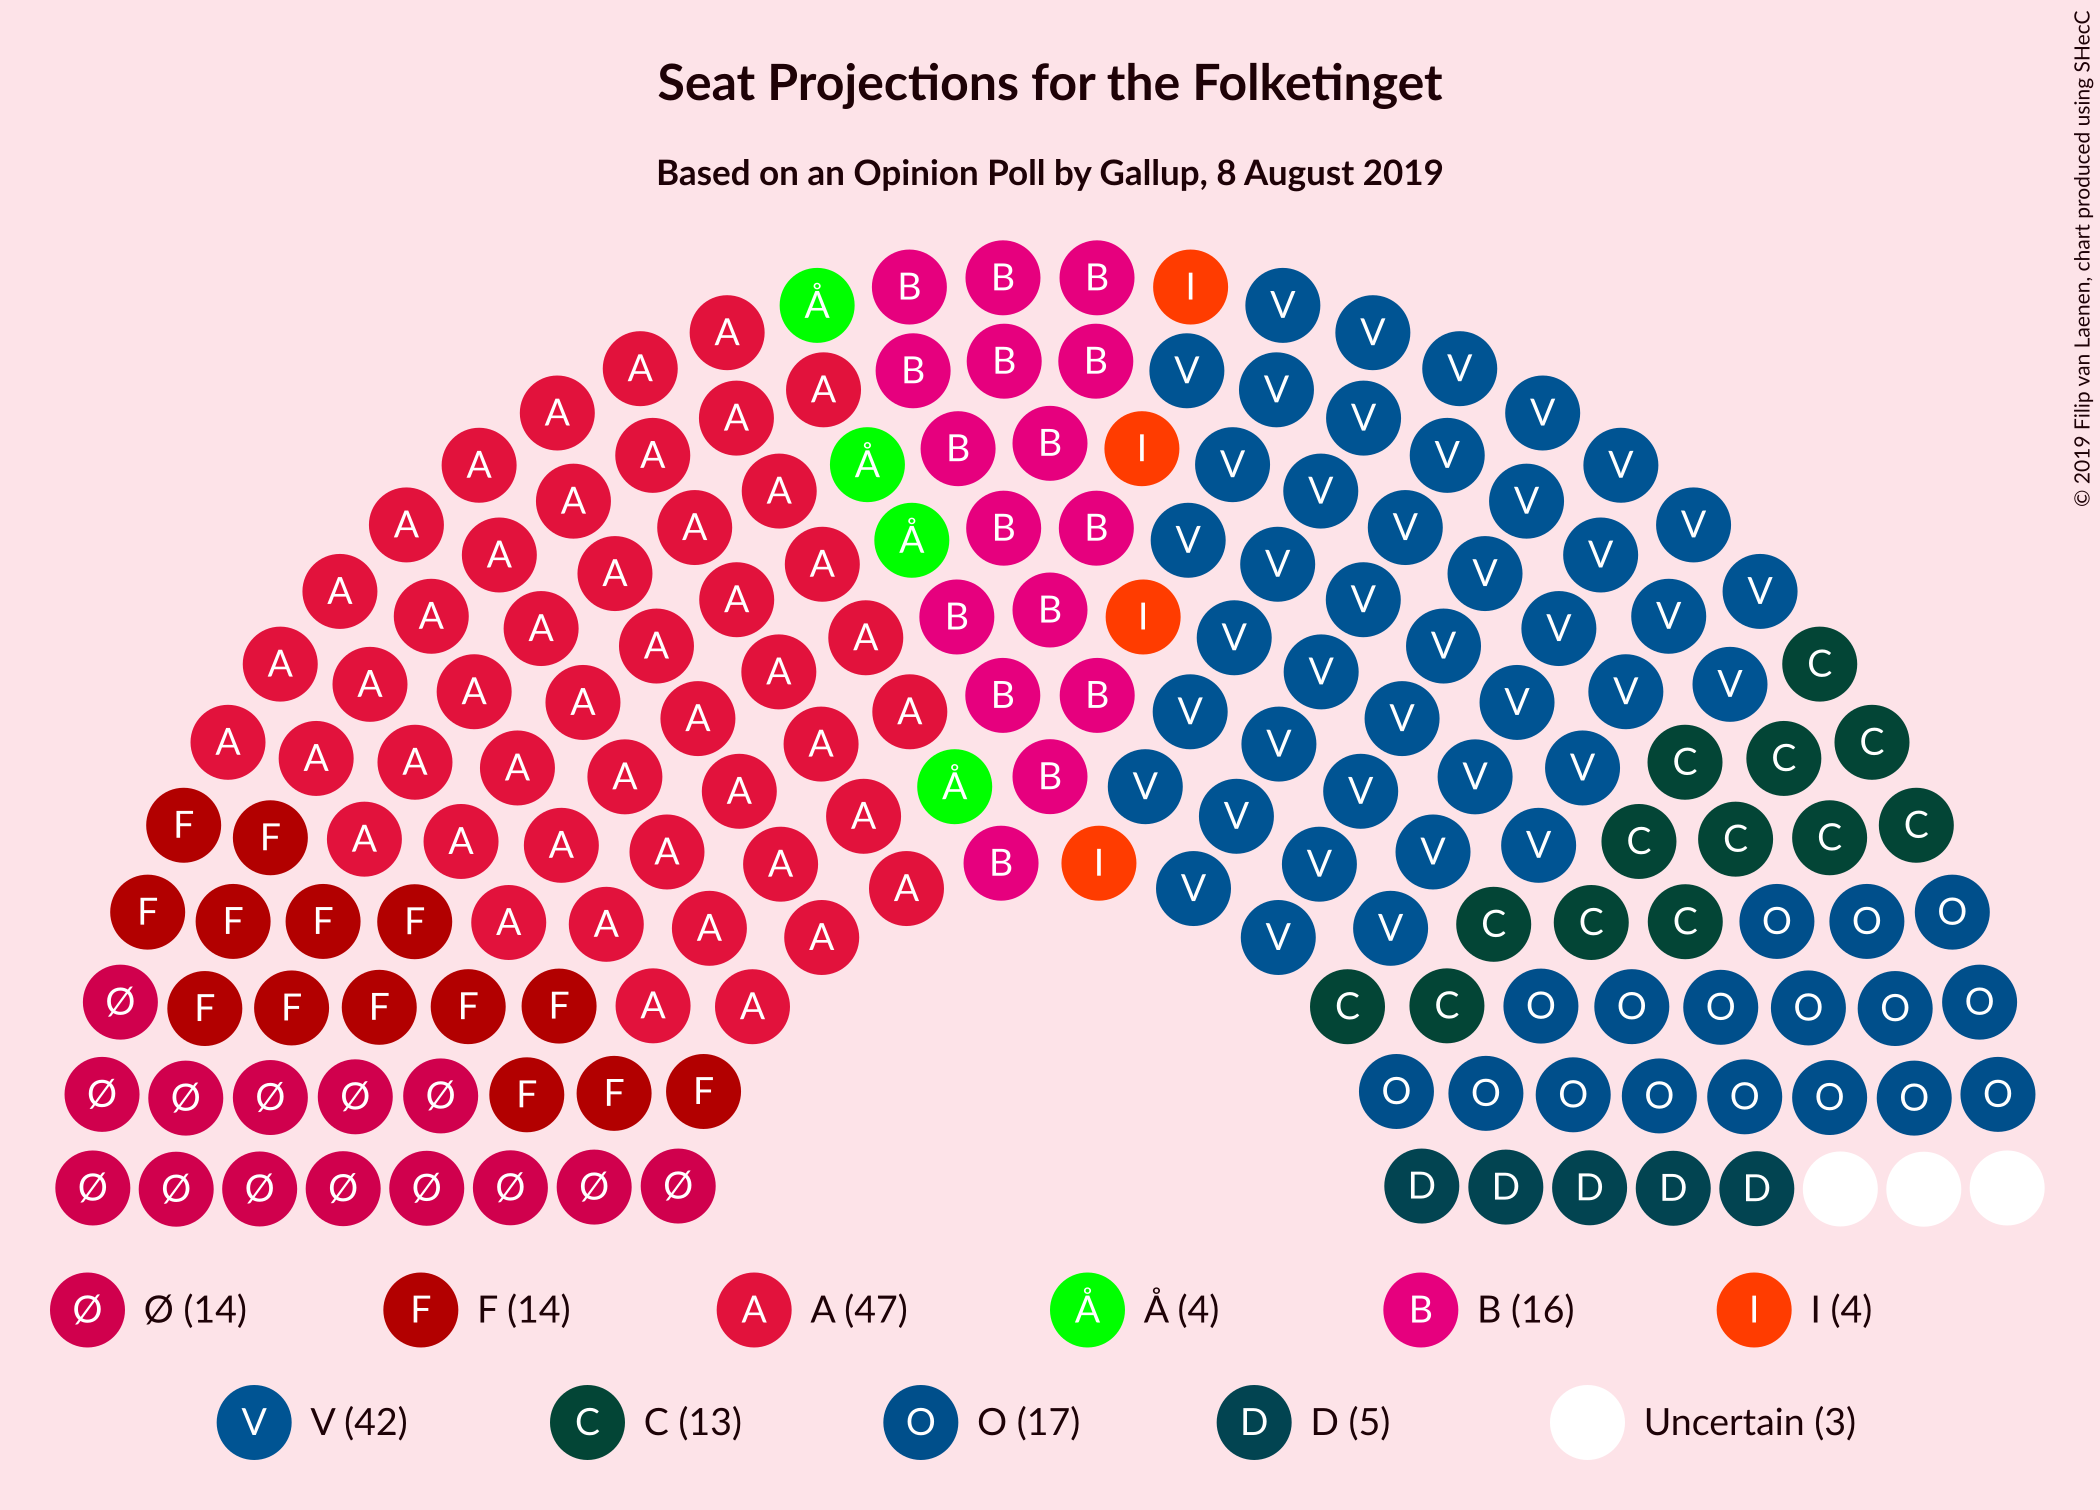 Seat Projections for the Folketinget
Based on an Opinion Poll by Gallup, 8 August 2019
© 2019 Filip van Laenen, chart produced using SHecC
B B B
Å B B B I V
A A B B B V V V
A A A Å B B I V V V V
A A A A Å B B V V V V V
A A A A A B B I V V V V V
A A A A A A B B V V V V V V
A A A A A A Å B V V V V V V C
A A A A A A A B I V V V V V C C C
F F A A A A A A V V V V C C C C
F F F F A A A A V V C C C O O O
Ø F F F F F A A C C O O O O O O
Ø Ø Ø Ø Ø F F F O O O O O O O O
Ø Ø Ø Ø Ø Ø Ø Ø D D D D D
Ø Ø (14) F F (14) A A (47) Å Å (4) B B (16) I I (4)
V V (42) C C (13) O O (17) D D (5) Uncertain (3)